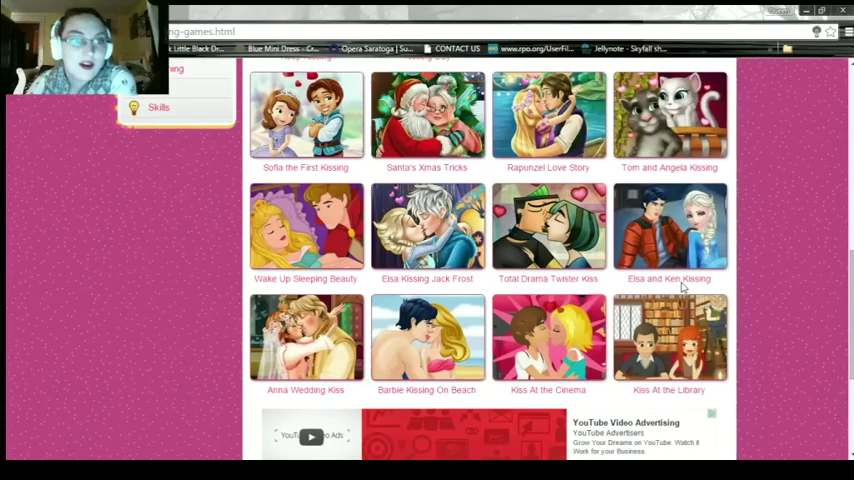 ng-games.html
k Little Black Dr...
Blue Mini Dress - Cr...
Opera Saratoga | Su...
CONTACT US
www.rpo.org/UserFil...
Jellynote - Skyfall sh...
Skills
Sofia the First Kissing
Santa's Xmas Tricks
Rapunzel Love Story
Tom and Angela Kissing
Wake Up Sleeping Beauty
Elsa Kissing Jack Frost
Total Drama Twister Kiss
Elsa and Ken Kissing
Anna Wedding Kiss
Barbie Kissing On Beach
Kiss At the Cinema
Kiss At the Library
YouTube Video Advertising
YouTube Advertisers
Grow Your Dreams on YouTube. Watch it
Work for your Business.